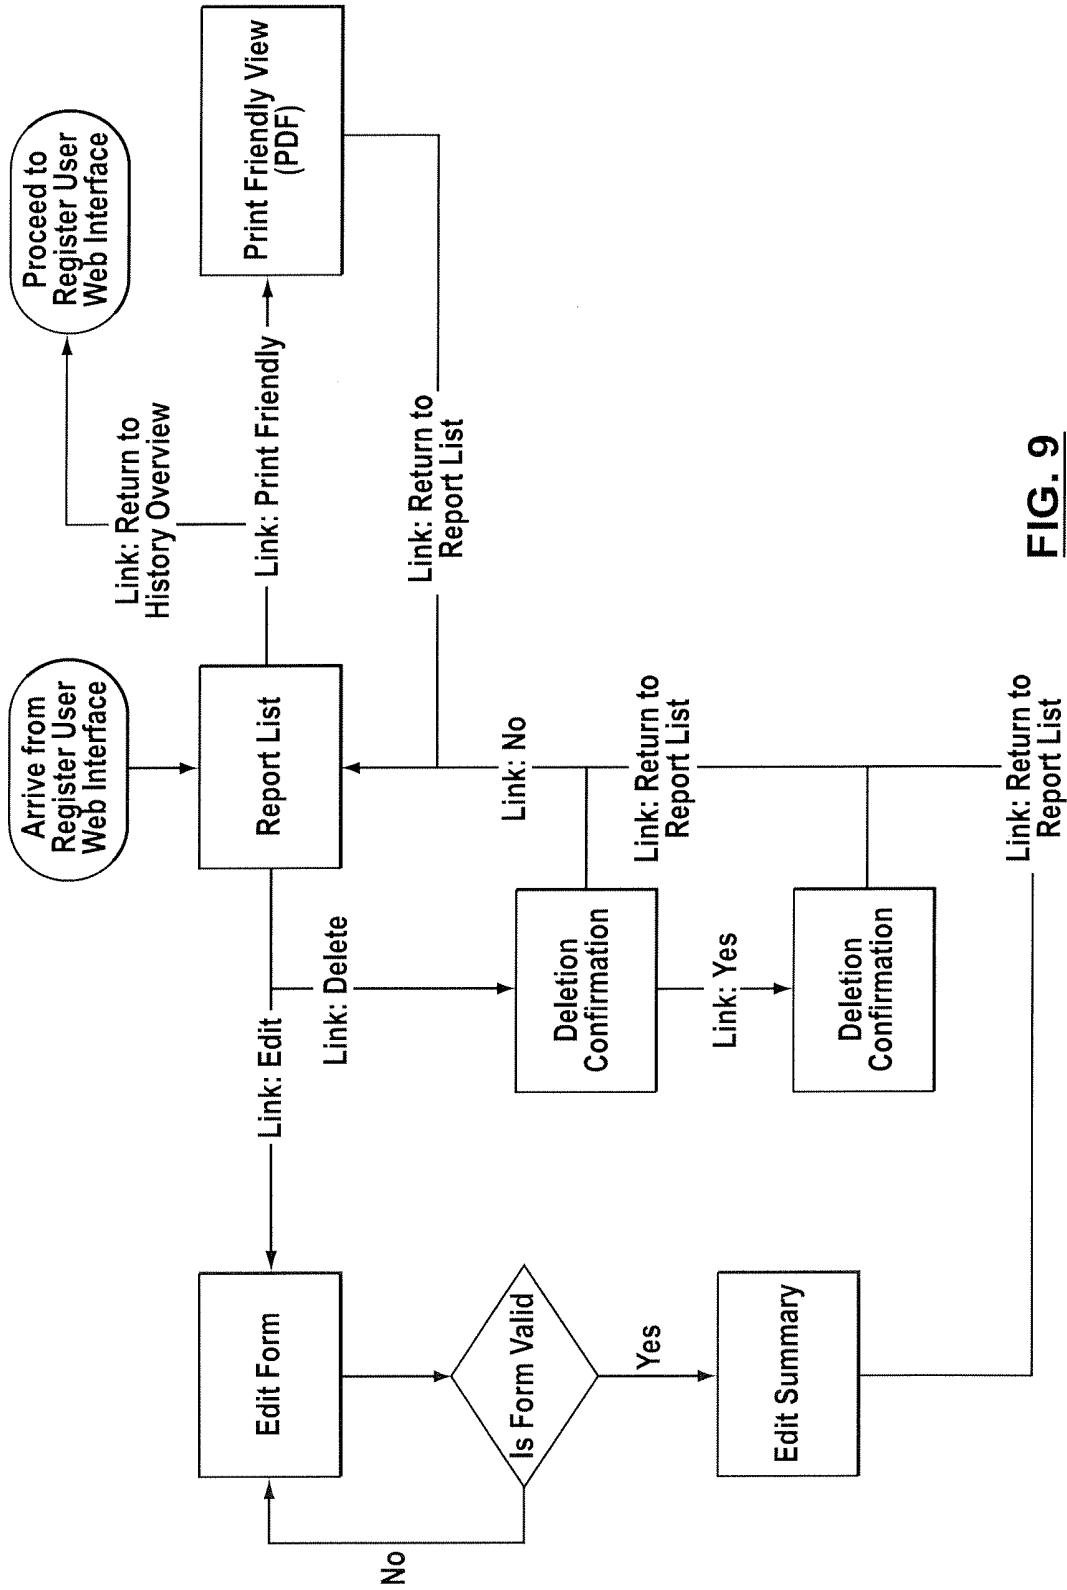 Arrive from
Register User
Web Interface
Proceed to
Register User
Web Interface
Link: Return to
History Overview
Edit Form
Link: Edit
Report List
Link: Print Friendly
Print Friendly View
(PDF)
Link: Delete
No
Link: Return to
Report List
Is Form Valid
Link: No
Deletion
Confirmation
Yes
Link: Return to
Report List
Link: Yes
Edit Summary
Deletion
Confirmation
Link: Return to
Report List
FIG. 9